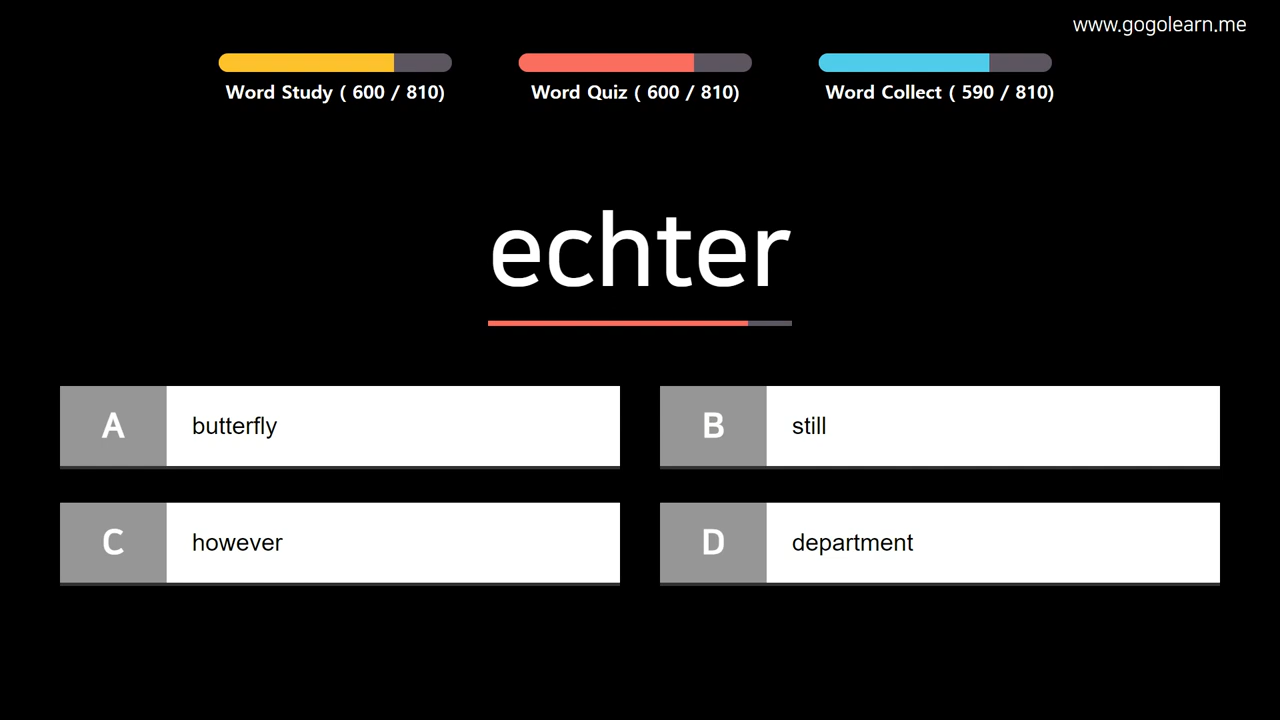 www.gogolearn.me
Word Study ( 600 / 810)
Word Quiz ( 600 / 810)
Word Collect ( 590 / 810)
echter
A butterfly
B still
C however
D department